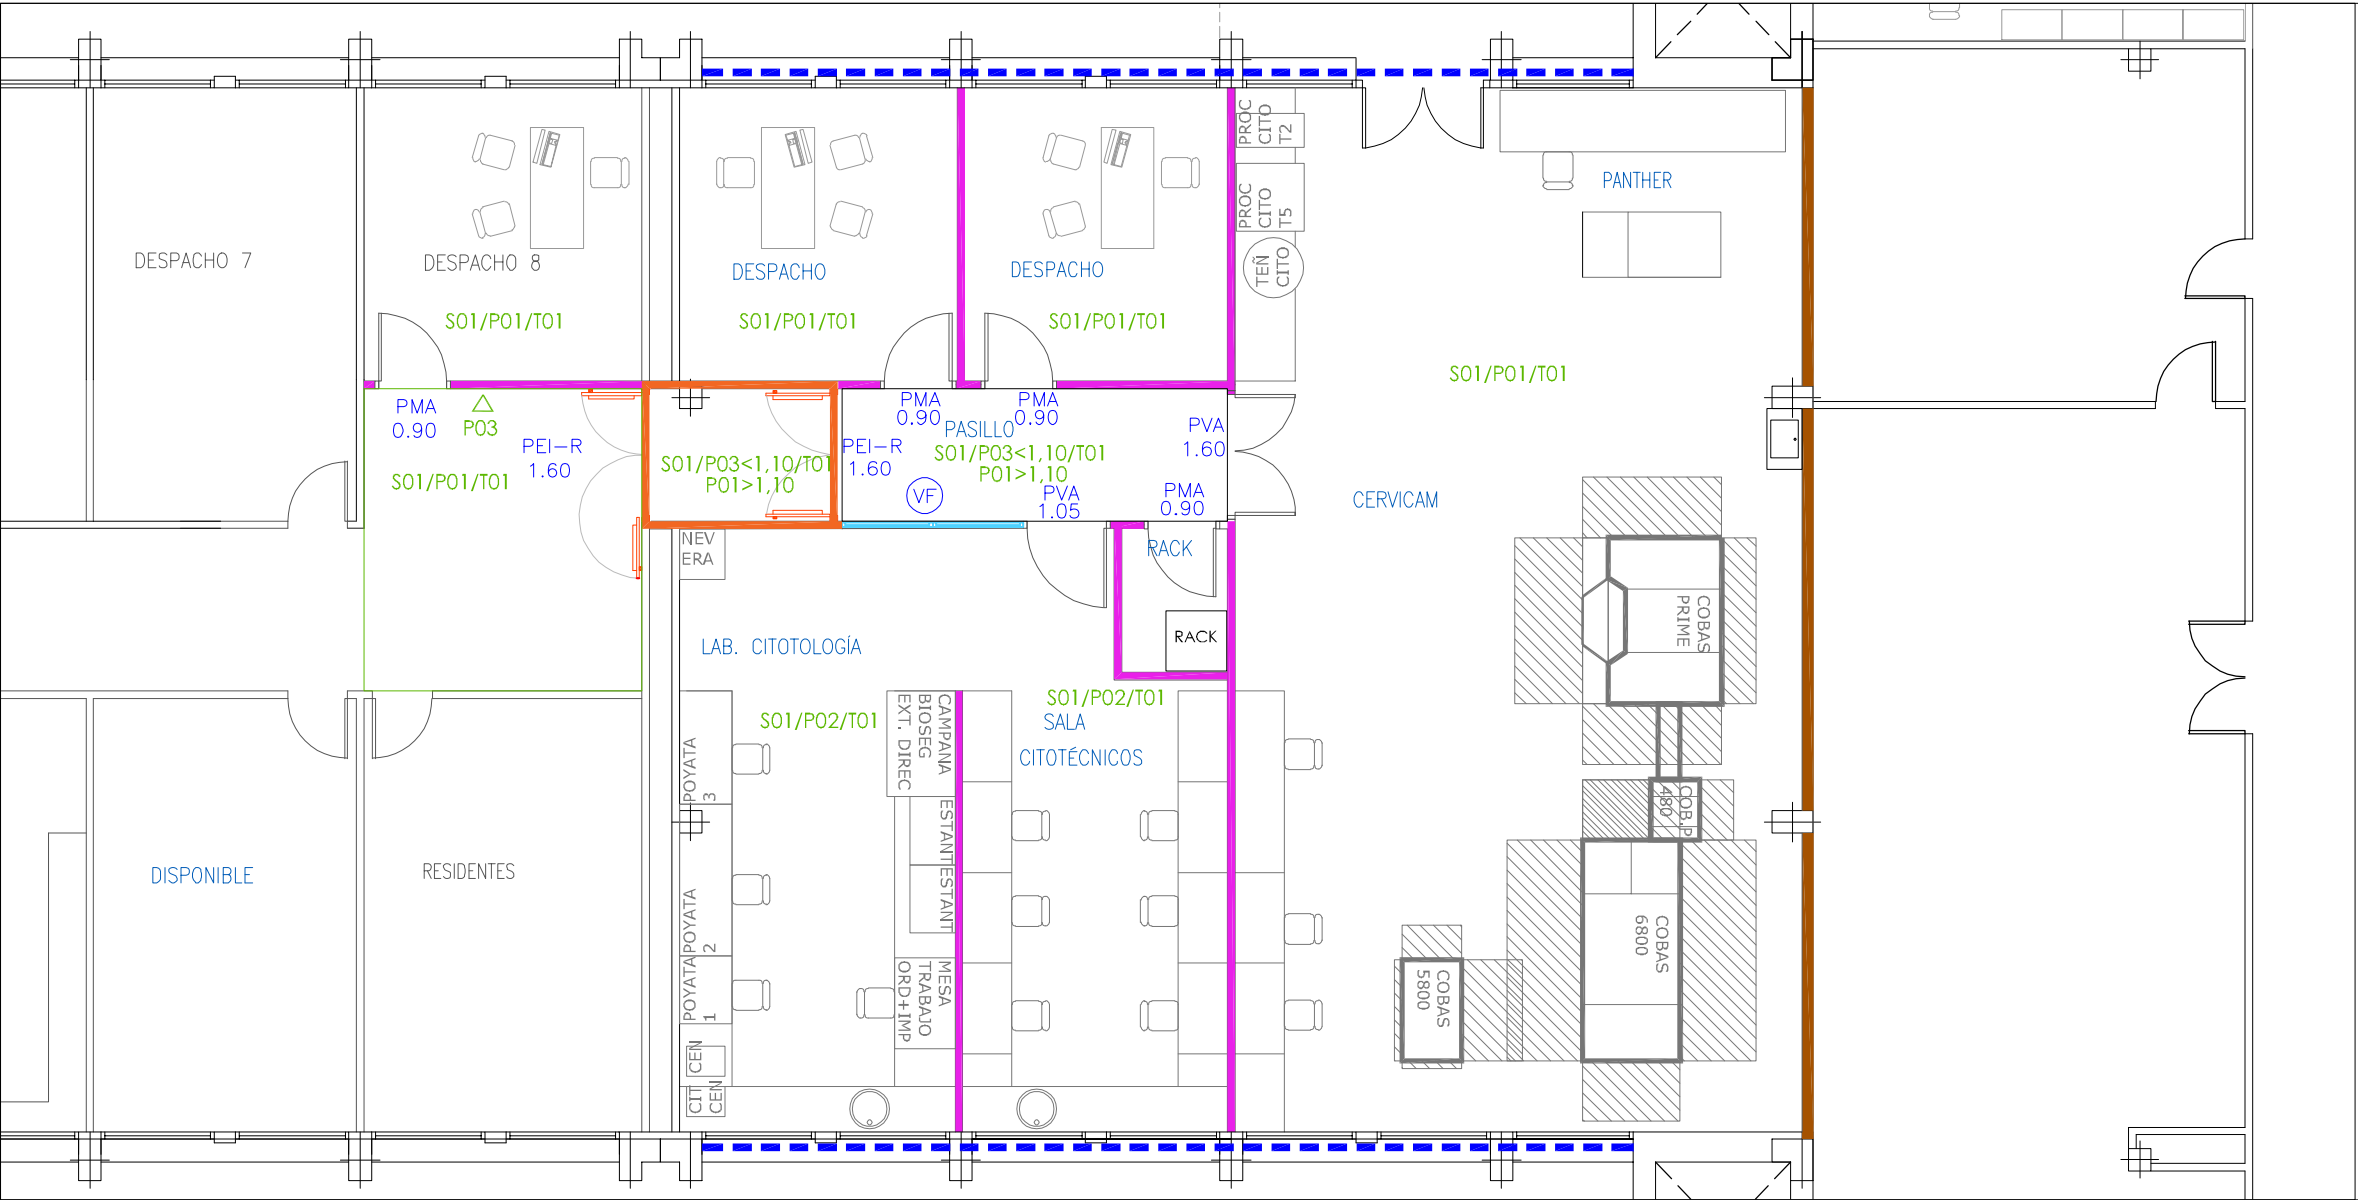 PROC
CITO
T2
PANTHER
PROC
CITO
T5
DESPACHO 7
DESPACHO 8
DESPACHO
DESPACHO
TEÑ
CITO
S01/P01/T01
S01/P01/T01
S01/P01/T01
S01/P01/T01
PMA
0.90
P03
PEI-R
1.60
S01/P01/T01
S01/P03<1,10/T01
P01>1,10
PMA
0.90
PMA
0.90
PASILLO
PEI-R
1.60
S01/P03<1,10/T01
P01>1,10
PVA
1.60
VF
PVA
1.05
PMA
0.90
CERVICAM
NEV
ERA
RACK
RACK
LAB. CITOTOLOGÍA
COBAS
PRIME
S01/P02/T01
S01/P02/T01
SALA
CITOTÉCNICOS
CAMPANA
BIOSEG
EXT. DIREC
POYATA
3
ESTANT
ESTANT
COB.P
480
DISPONIBLE
RESIDENTES
POYATA
2
COBAS
6800
POYATA
1
MESA
TRABAJO
ORD+IMP
COBAS
5800
CEN
CIT
CEN